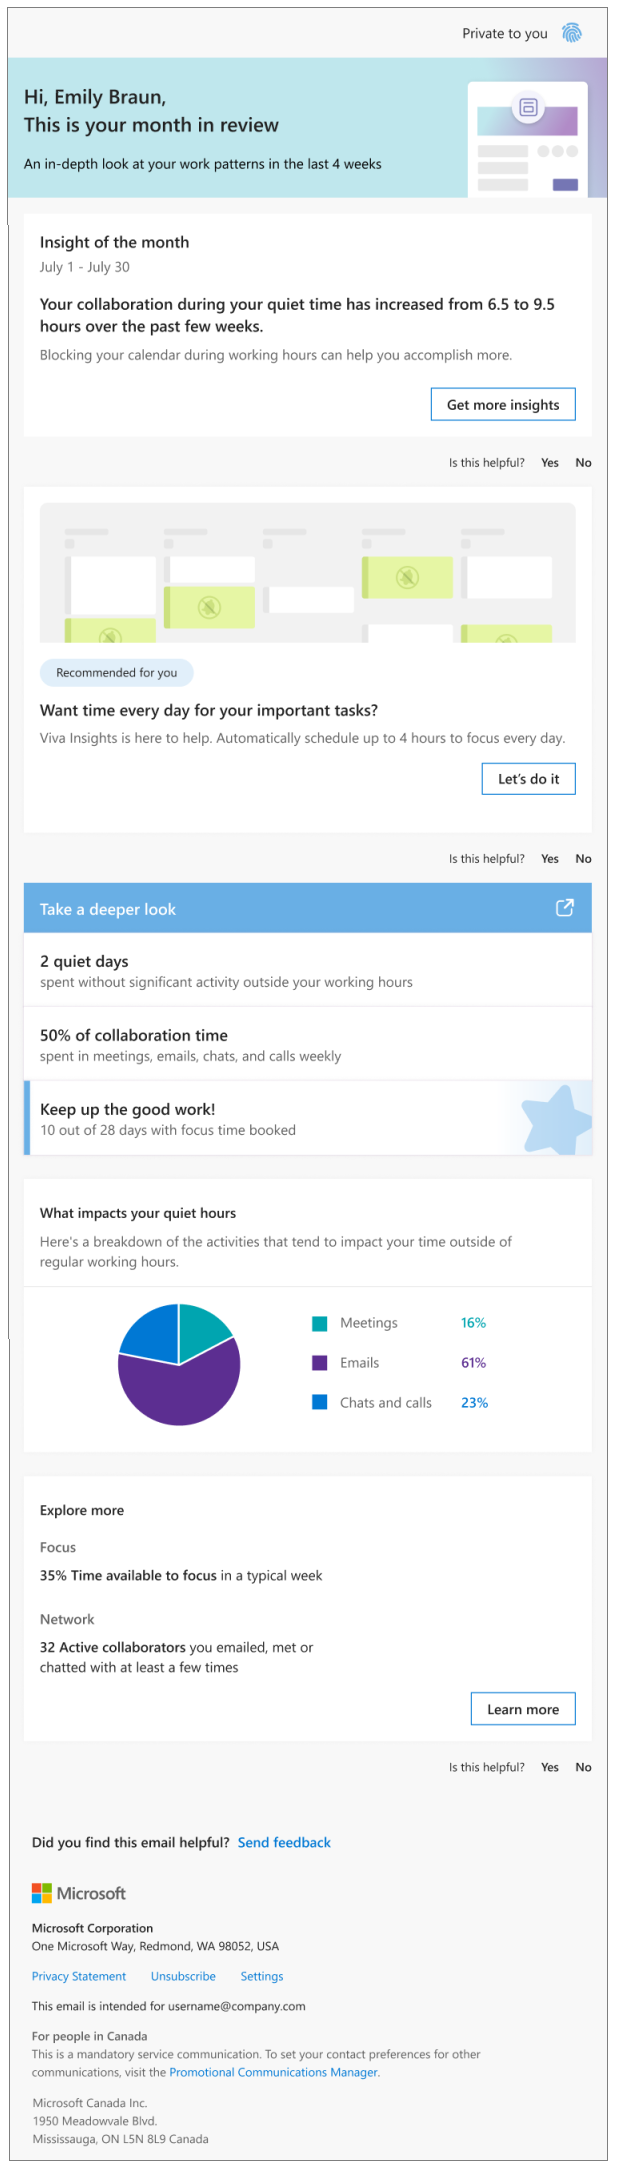 Private to you
Hi, Emily Braun,
This is your month in review
An in-depth look at your work patterns in the last 4 weeks
Insight of the month
July 1 - July 30
Your collaboration during your quiet time has increased from 6.5 to 9.5
hours over the past few weeks.
Blocking your calendar during working hours can help you accomplish more.
Get more insights
Is this helpful? Yes No
Recommended for you
Want time every day for your important tasks?
Viva Insights is here to help. Automatically schedule up to 4 hours to focus every day.
Let's do it
Is this helpful? Yes No
Take a deeper look
2 quiet days
spent without significant activity outside your working hours
50% of collaboration time
spent in meetings, emails, chats, and calls weekly
Keep up the good work!
10 out of 28 days with focus time booked
What impacts your quiet hours
Here's a breakdown of the activities that tend to impact your time outside of
regular working hours.
Meetings 16%
Emails 61%
Chats and calls 23%
Explore more
Focus
35% Time available to focus in a typical week
Network
32 Active collaborators you emailed, met or
chatted with at least a few times
Learn more
Is this helpful? Yes No
Did you find this email helpful? Send feedback
Microsoft
Microsoft Corporation
One Microsoft Way, Redmond, WA 98052, USA
Privacy Statement Unsubscribe Settings
This email is intended for username@company.com
For people in Canada
This is a mandatory service communication. To set your contact preferences for other
communications, visit the Promotional Communications Manager.
Microsoft Canada Inc.
1950 Meadowvale Blvd.
Mississauga, ON L5N 8L9 Canada